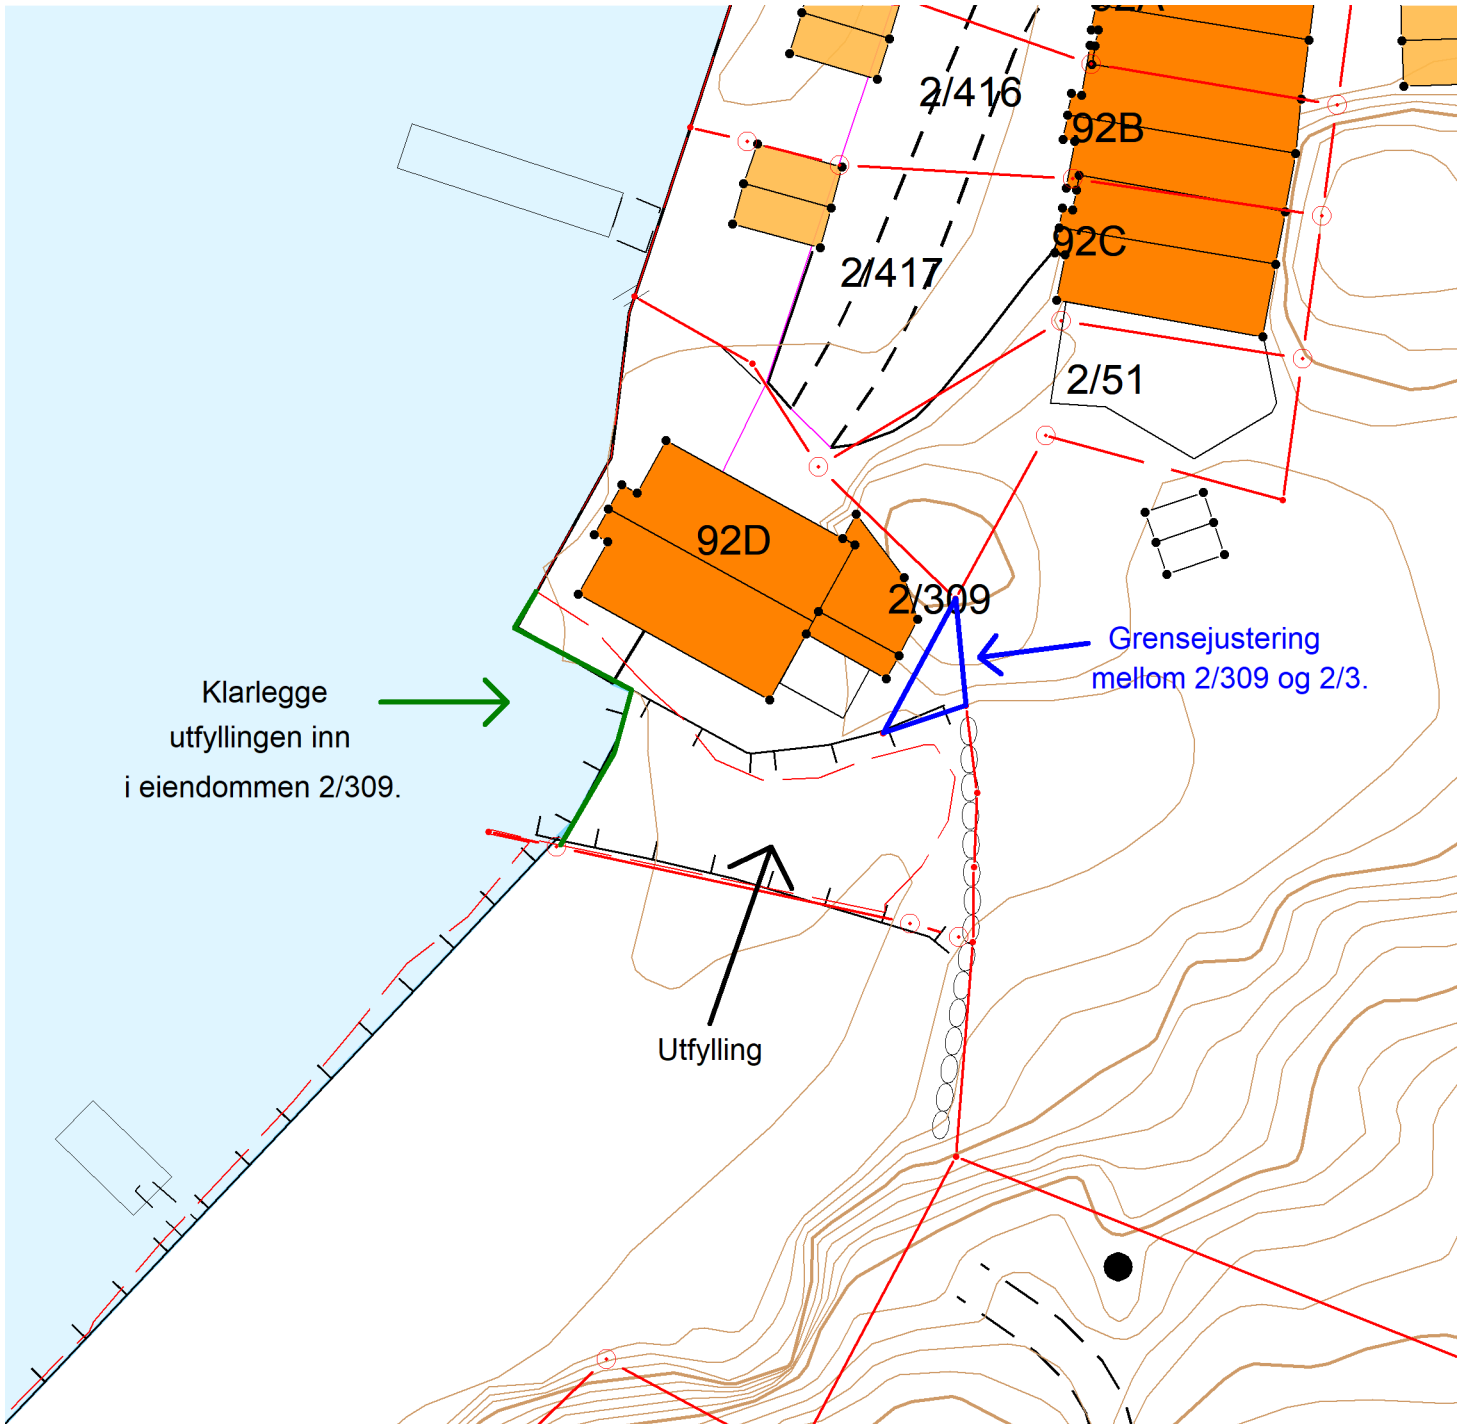 92A
2/416
92B
92C
2/417
2/51
92D
2/309
Grensejustering
mellom 2/309 og 2/3.
Klarlegge
utfyllingen inn
i eiendommen 2/309.
Utfylling